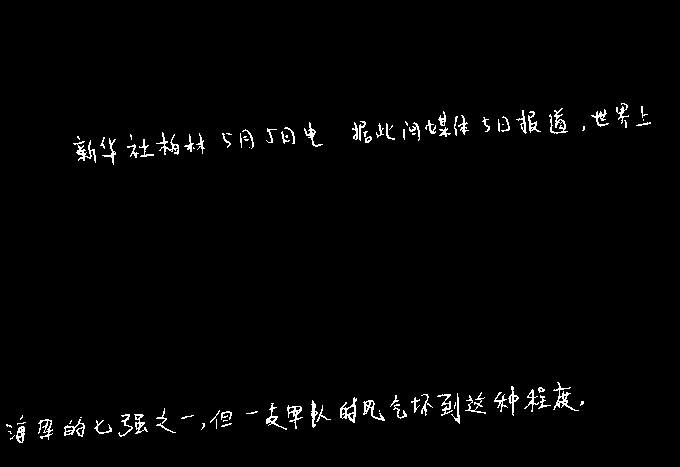 新华社柏林5月5日电 据此间媒体5日报道,世界上
海军的七强之一,但一支军队的风气坏到这种程度.